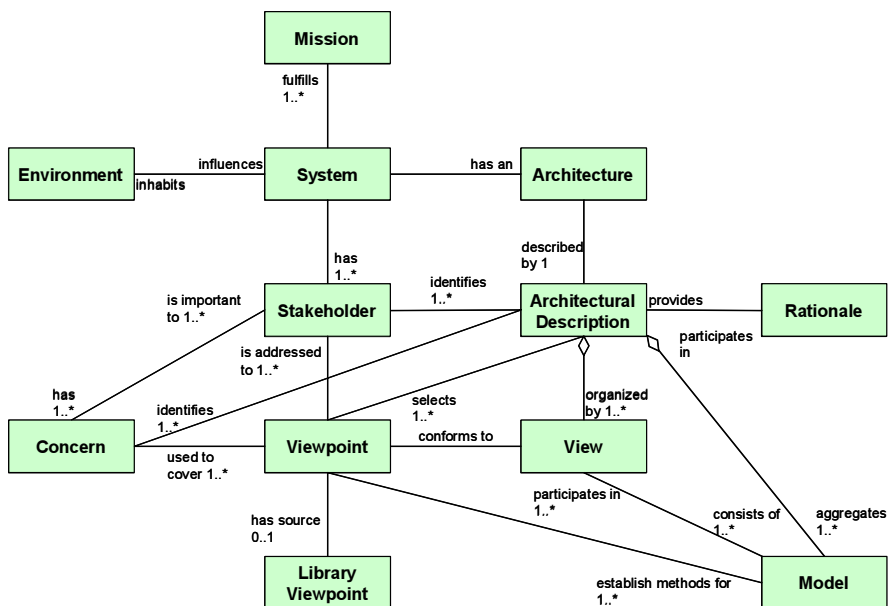 Mission
fulfills
1..*
Environment
influences
inhabits
System
has an
Architecture
has
1..*
described
by 1
is important
to 1..*
Stakeholder
identifies
1..*
Architectural
Description
provides
Rationale
participates
in
is addressed
to 1..*
has
1..*
identifies
1..*
selects
1..*
organized
by 1..*
Concern
used to
cover 1..*
Viewpoint
conforms to
View
participates in
1..*
consists of
1..*
aggregates
1..*
has source
0..1
Library
Viewpoint
establish methods for
1..*
Model